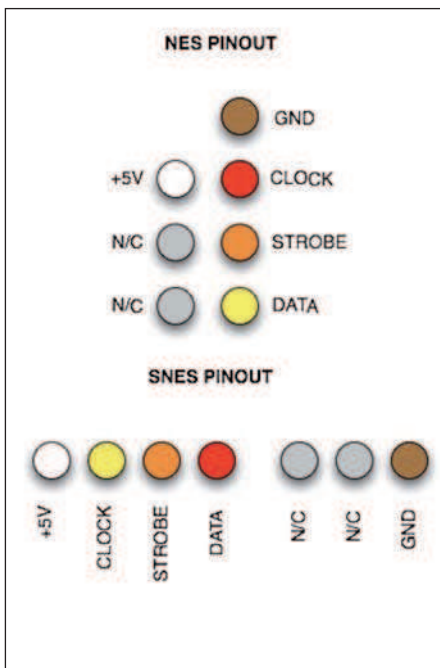 NES PINOUT
GND
+5V CLOCK
N/C STROBE
N/C DATA
SNES PINOUT
+5V CLOCK STROBE DATA N/C N/C GND